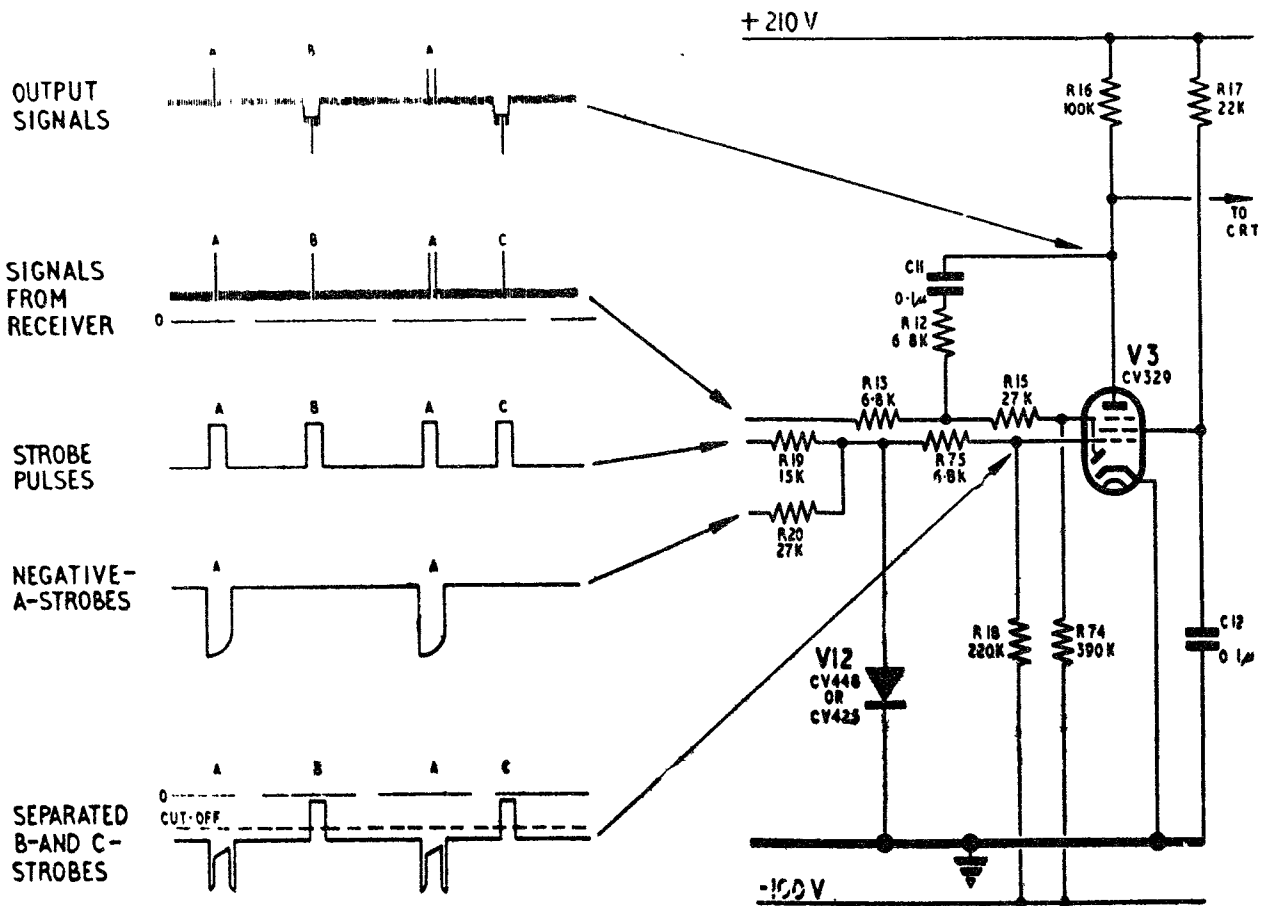 OUTPUT
SIGNALS
A B A
SIGNALS
FROM
RECEIVER
A B A C
0
STROBE
PULSES
A B A C
NEGATIVE-
A-STROBES
A A
SEPARATED
B-AND C-
STROBES
A B A C
0
CUT-OFF
+210 V
R16
100K
R17
22K
TO
CRT
C11
0·1μ
R12
6·8K
V3
CV329
R13
6·8K
R15
27K
R19
15K
R75
6·8K
R20
27K
R18
220K
R74
390K
C12
0·1μ
V12
CV448
OR
CV425
-100V